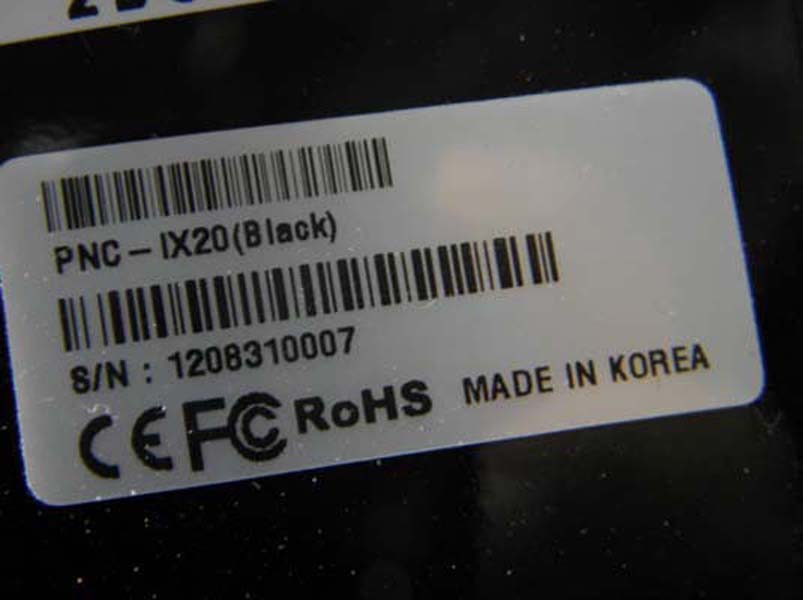 PNC-IX20(Black)
S/N : 1208310007
CE FC RoHS MADE IN KOREA